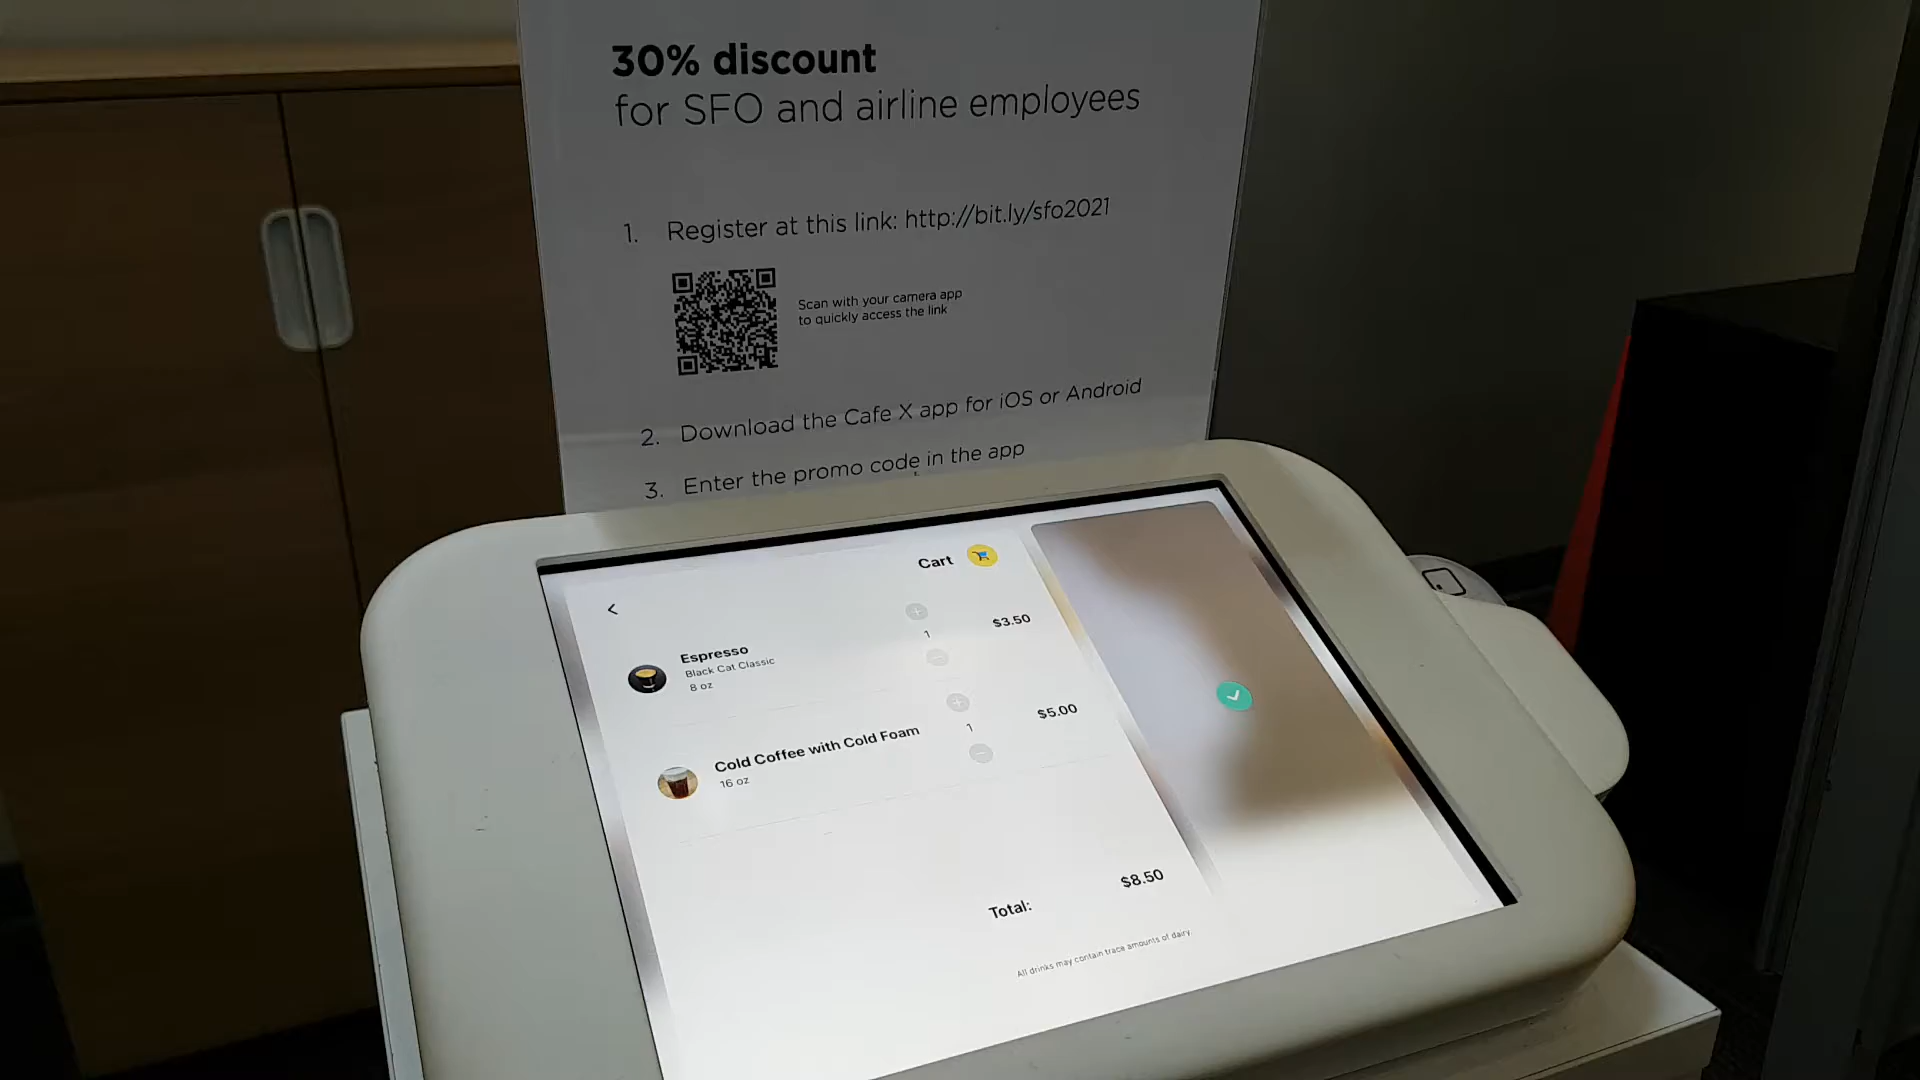 30% discount
for SFO and airline employees
1. Register at this link: http://bit.ly/sfo2021
Scan with your camera app
to quickly access the link
2. Download the Cafe X app for iOS or Android
3. Enter the promo code in the app
Cart
<
Espresso
Black Cat Classic
8 oz
+
1
-
$3.50
Cold Coffee with Cold Foam
16 oz
+
1
-
$5.00
Total:
$8.50
All drinks may contain trace amounts of dairy.